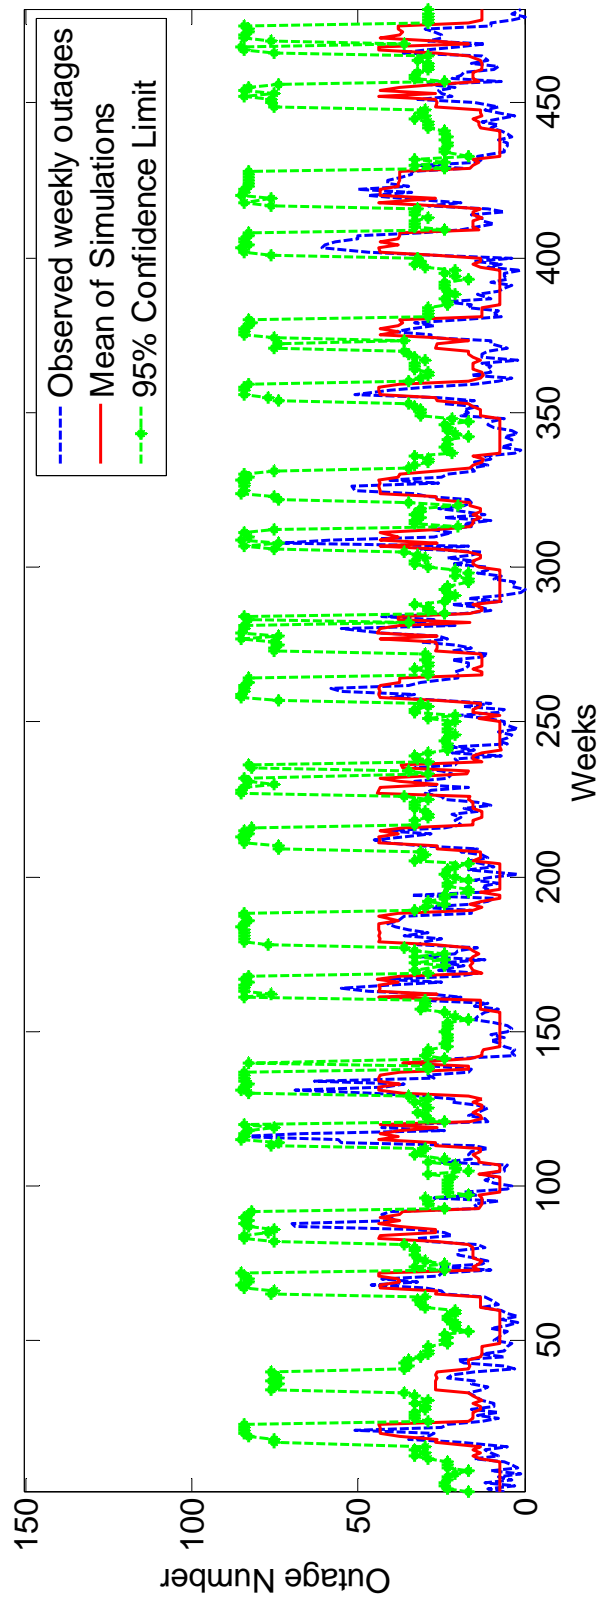 Observed weekly outages
Mean of Simulations
95% Confidence Limit
Outage Number
150
100
50
0
50
100
150
200
250
300
350
400
450
Weeks